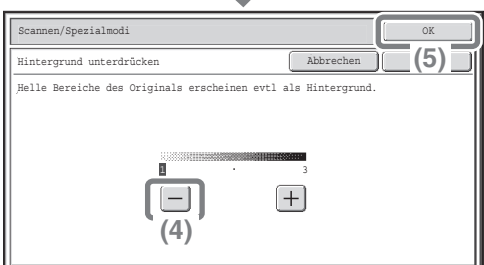 Scannen/Spezialmodi OK
Hintergrund unterdrücken Abbrechen (5)
Helle Bereiche des Originals erscheinen evtl als Hintergrund.
1 · 3
− +
(4)